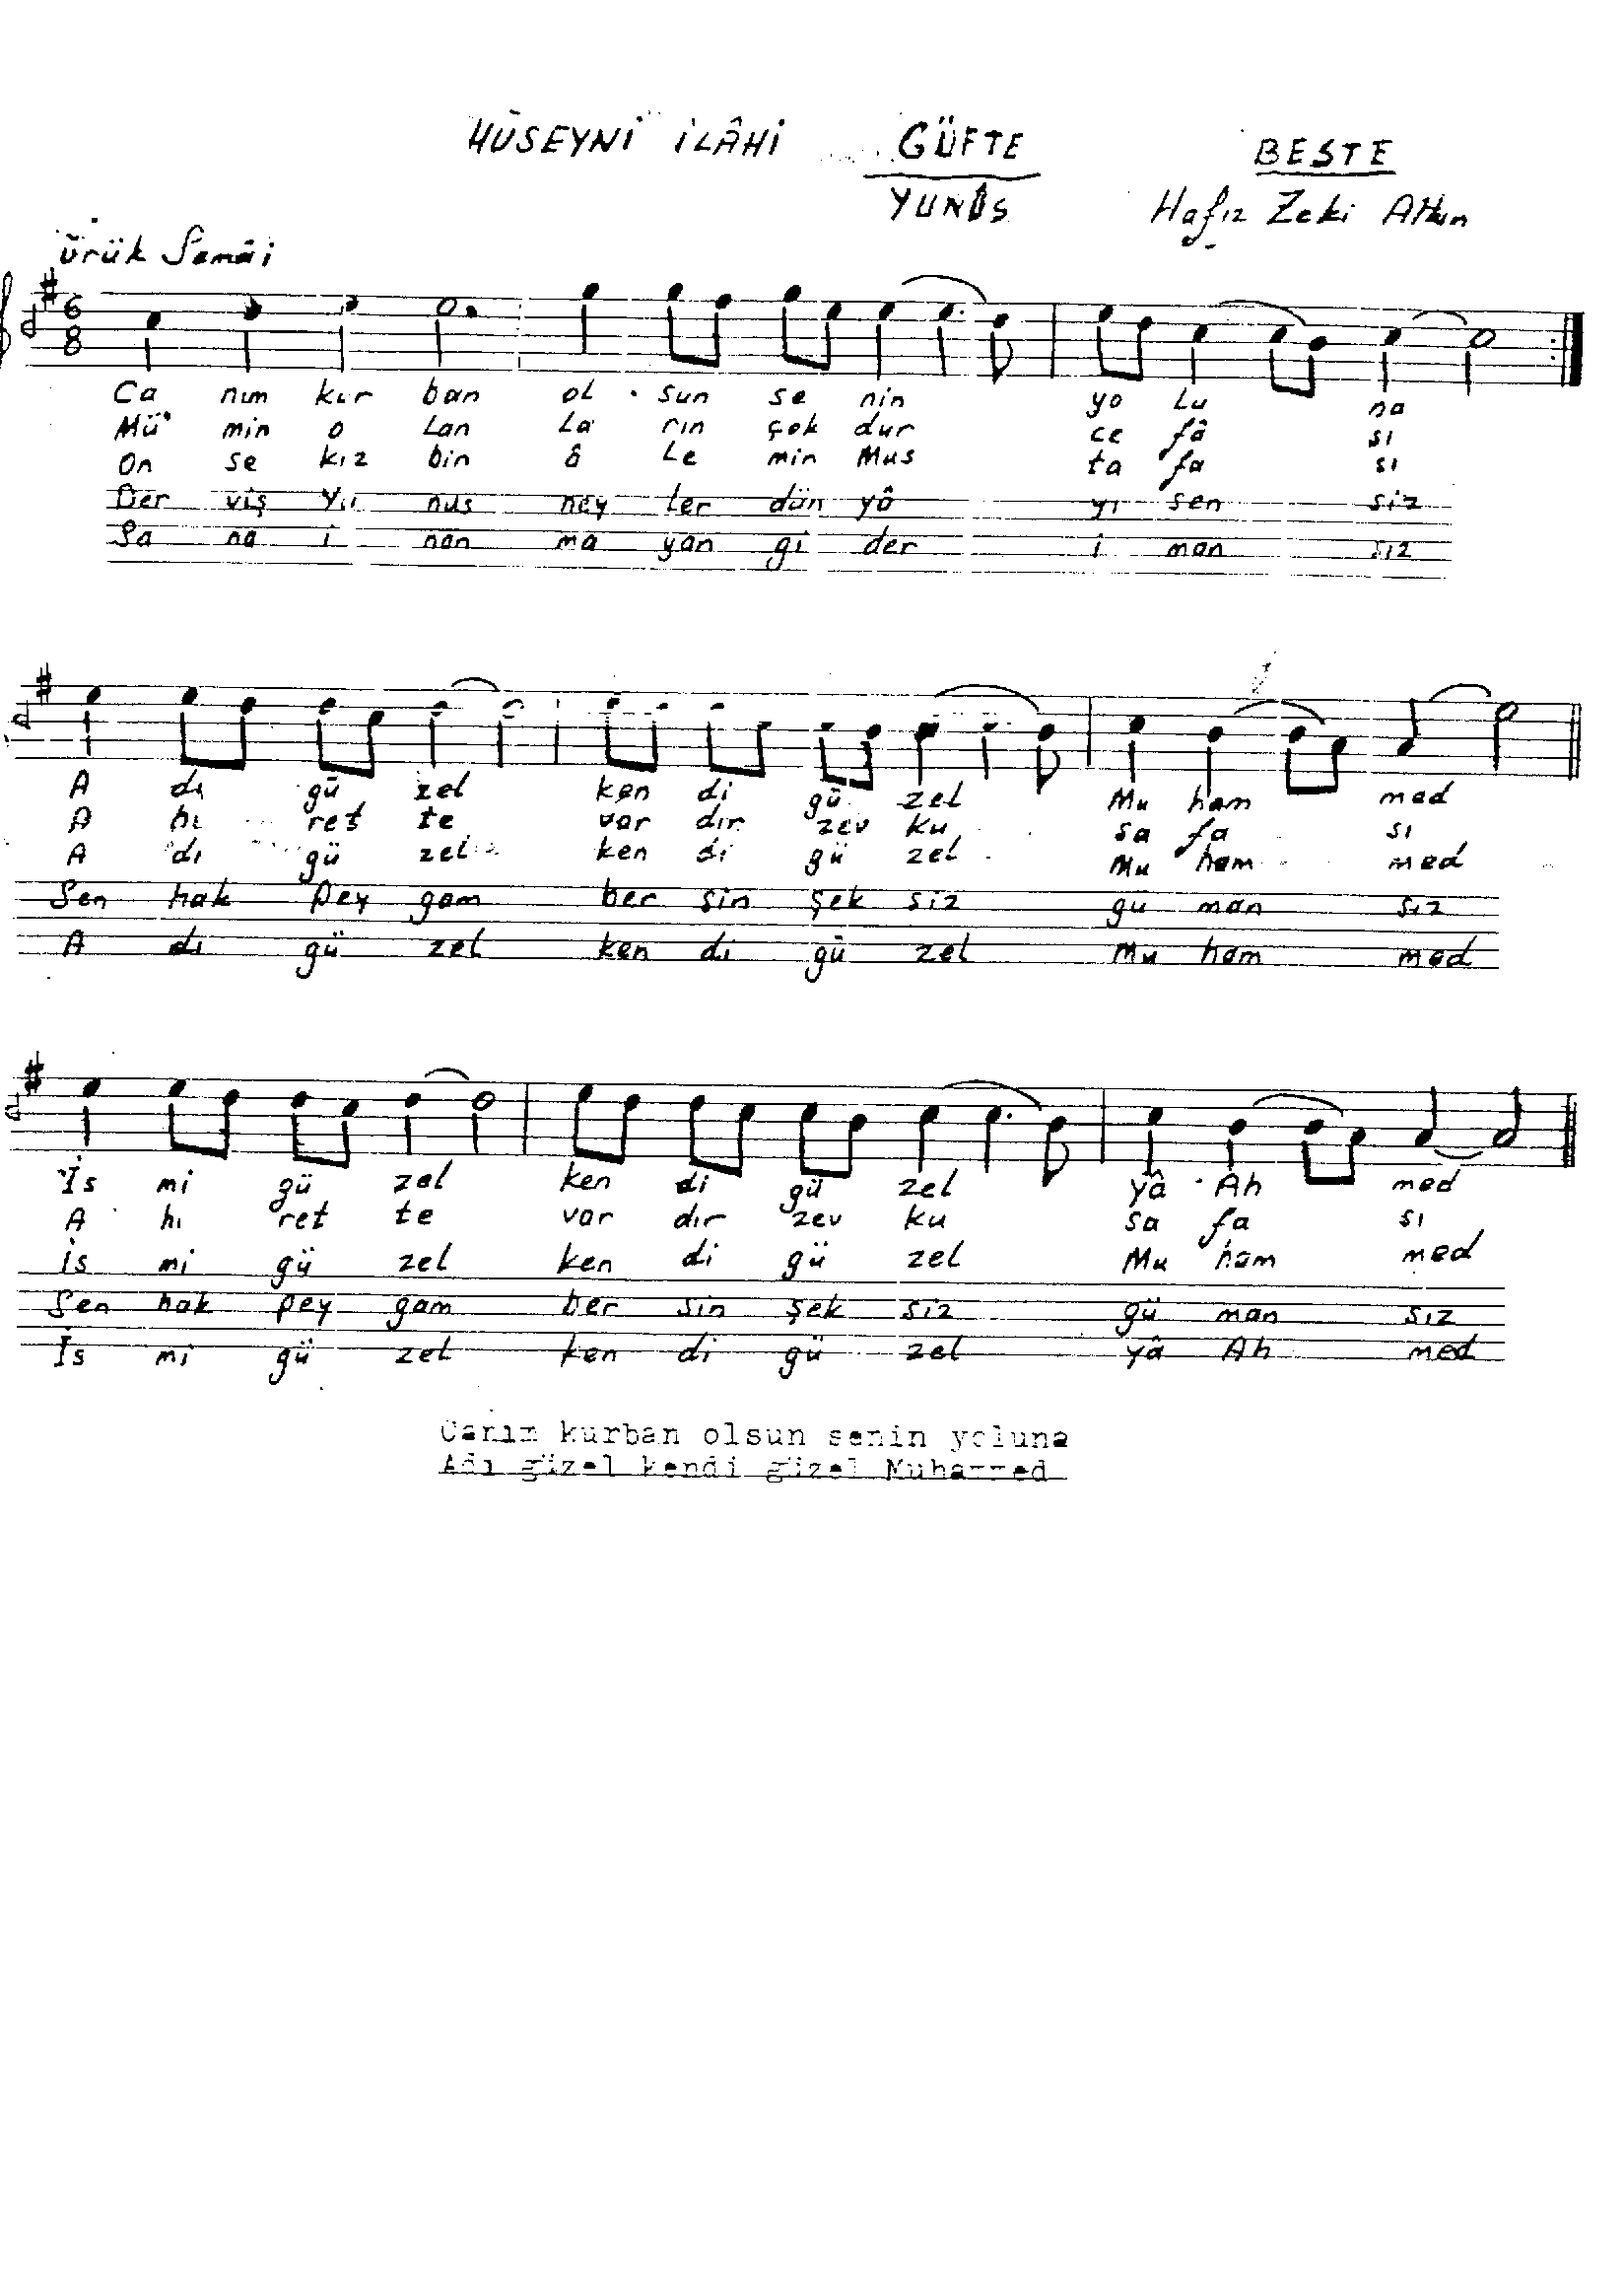 HÜSEYNİ İLÂHİ GÜFTE BESTE
YUNUS Hafız Zeki Altun
ürük Semâi
6
8
Ca nım kur ban ol sun se nin yo lu na
Mü min o lan la rın çok dur ce fâ sı
On se kiz bin â le min Mus ta fa sı
Der viş Yu nus ney ler dün yâ yı sen siz
Sa na i nan ma yan gi der i man sız
A dı gü zel ken di gü zel Mu ham med
A hi ret te var dır zev ku sa fa sı
A dı gü zel ken di gü zel Mu ham med
Sen hak pey gam ber sin şek siz gü man sız
A dı gü zel ken di gü zel Mu ham med
İs mi gü zel ken di gü zel yâ Ah med
A hi ret te var dır zev ku sa fa sı
İs mi gü zel ken di gü zel Mu ham med
Sen hak pey gam ber sin şek siz gü man sız
İs mi gü zel ken di gü zel yâ Ah med
Canım kurban olsun senin yoluna
Adı güzel kendi güzel Muhammed